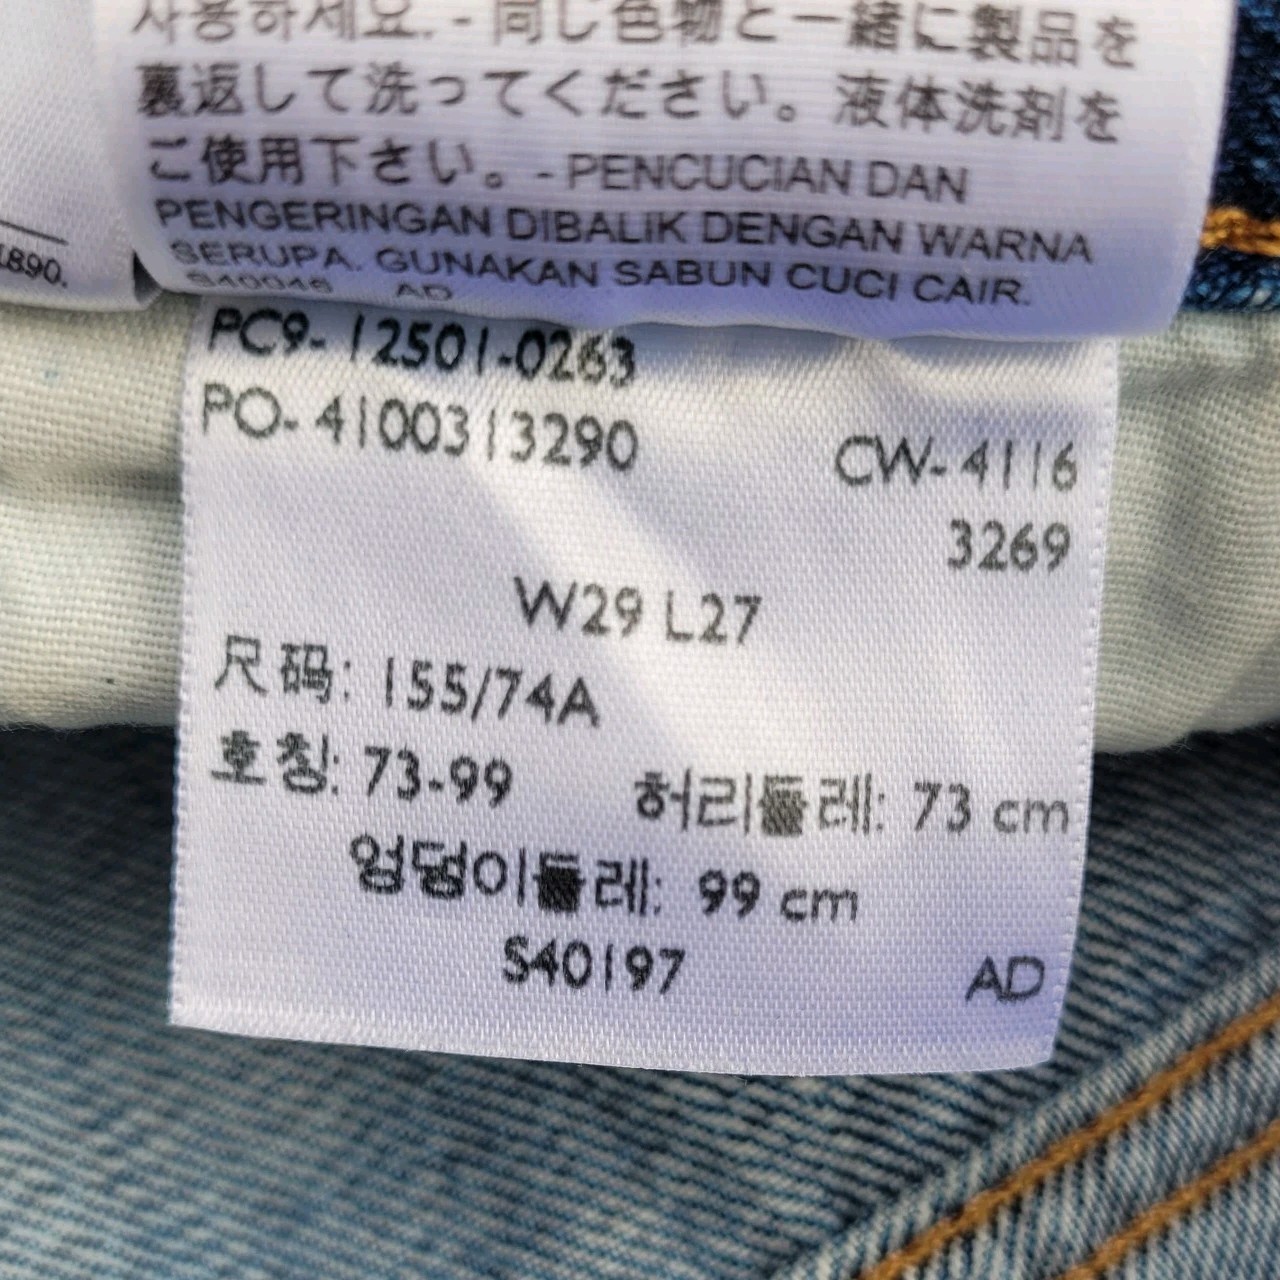 사용하세요. - 同じ色物と一緒に製品を
裏返して洗ってください。液体洗剤を
ご使用下さい。- PENCUCIAN DAN
PENGERINGAN DIBALIK DENGAN WARNA
SERUPA. GUNAKAN SABUN CUCI CAIR.
S40046 AD
1890.
PC9-12501-0263
PO-4100313290
CW-4116
3269
W29 L27
尺码: 155/74A
호칭: 73-99 허리둘레: 73 cm
엉덩이둘레: 99 cm
S40197 AD